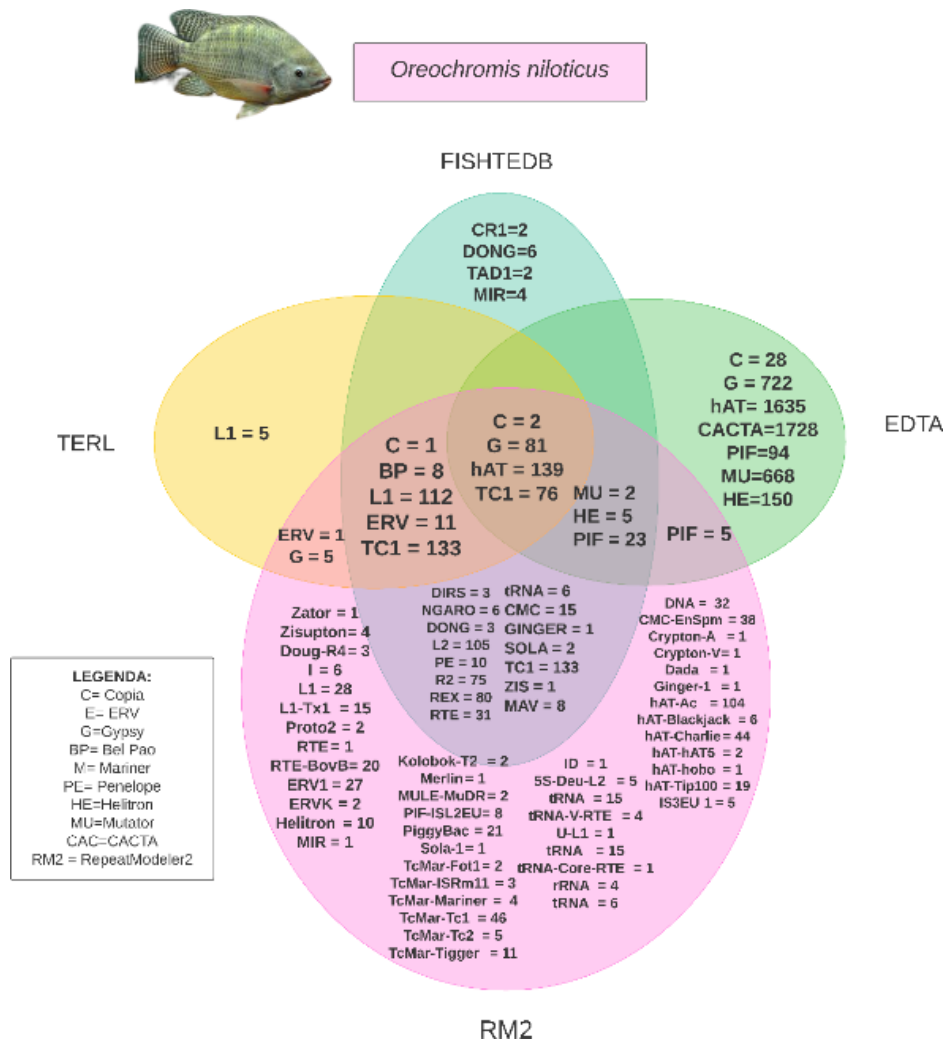 Oreochromis niloticus
FISHTEDB
CR1=2
DONG=6
TAD1=2
MIR=4
TERL
L1 = 5
EDTA
C = 28
G = 722
hAT= 1635
CACTA=1728
PIF=94
MU=668
HE=150
C = 1
BP = 8
L1 = 112
ERV = 11
TC1 = 133
C = 2
G = 81
hAT = 139
TC1 = 76
MU = 2
HE = 5
PIF = 23
PIF = 5
ERV = 1
G = 5
DIRS = 3
NGARO = 6
DONG = 3
L2 = 105
PE = 10
R2 = 75
REX = 80
RTE = 31
tRNA = 6
CMC = 15
GINGER = 1
SOLA = 2
TC1 = 133
ZIS = 1
MAV = 8
Zator = 1
Zisupton= 4
Doug-R4= 3
I = 6
L1 = 28
L1-Tx1 = 15
Proto2 = 2
RTE = 1
RTE-BovB= 20
ERV1 = 27
ERVK = 2
Helitron = 10
MIR = 1
Kolobok-T2 = 2
Merlin= 1
MULE-MuDR= 2
PIF-ISL2EU= 8
PiggyBac = 21
Sola-1= 1
TcMar-Fot1= 2
TcMar-ISRm11 = 3
TcMar-Mariner = 4
TcMar-Tc1 = 46
TcMar-Tc2 = 5
TcMar-Tigger = 11
ID = 1
5S-Deu-L2 = 5
tRNA = 15
tRNA-V-RTE = 4
U-L1 = 1
tRNA = 15
tRNA-Core-RTE = 1
rRNA = 4
tRNA = 6
DNA = 32
CMC-EnSpm = 38
Crypton-A = 1
Crypton-V= 1
Dada = 1
Ginger-1 = 1
hAT-Ac = 104
hAT-Blackjack = 6
hAT-Charlie= 44
hAT-hAT5 = 2
hAT-hobo = 1
hAT-Tip100 = 19
IS3EU 1 = 5
LEGENDA:
C= Copia
E= ERV
G=Gypsy
BP= Bel Pao
M= Mariner
PE= Penelope
HE=Helitron
MU=Mutator
CAC=CACTA
RM2 = RepeatModeler2
RM2